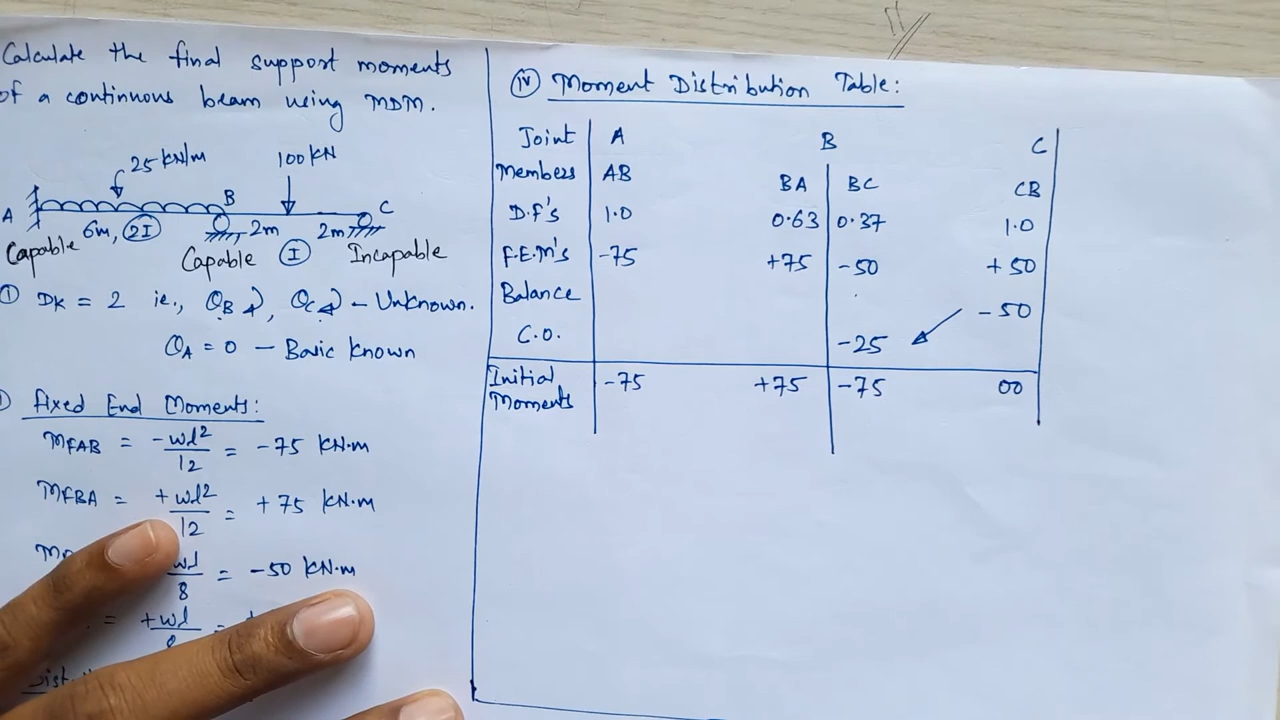 Calculate the final support moments
of a continuous beam using MDM.
25 kN/m
100 KN
A
B
C
6m, 2I
2m
I
2m
Capable
Capable
Incapable
① DK = 2 ie., θB, θC - Unknown.
θA = 0 - Basic Known
Fixed End Moments:
MFAB = -wl²/12 = -75 KN.m
MFBA = +wl²/12 = +75 KN.m
wl/8 = -50 KN.m
= +wl/8 =
IV Moment Distribution Table:
Joint A B C
Members AB BA BC CB
D.F's 1.0 0.63 0.37 1.0
F.E.M's -75 +75 -50 +50
Balance -50
C.O. -25
Initial Moments -75 +75 -75 00